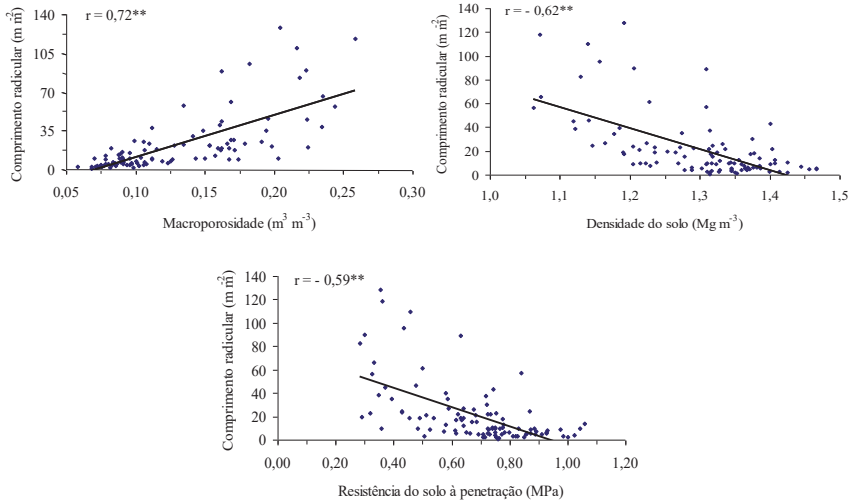 r = 0,72**
Comprimento radicular (m m-2)
140
105
70
35
0
0,05 0,10 0,15 0,20 0,25 0,30
Macroporosidade (m3 m-3)
r = - 0,62**
Comprimento radicular (m m-2)
140
120
100
80
60
40
20
0
1,0 1,1 1,2 1,3 1,4 1,5
Densidade do solo (Mg m-3)
r = - 0,59**
Comprimento radicular (m m-2)
140
120
100
80
60
40
20
0
0,00 0,20 0,40 0,60 0,80 1,00 1,20
Resistência do solo à penetração (MPa)